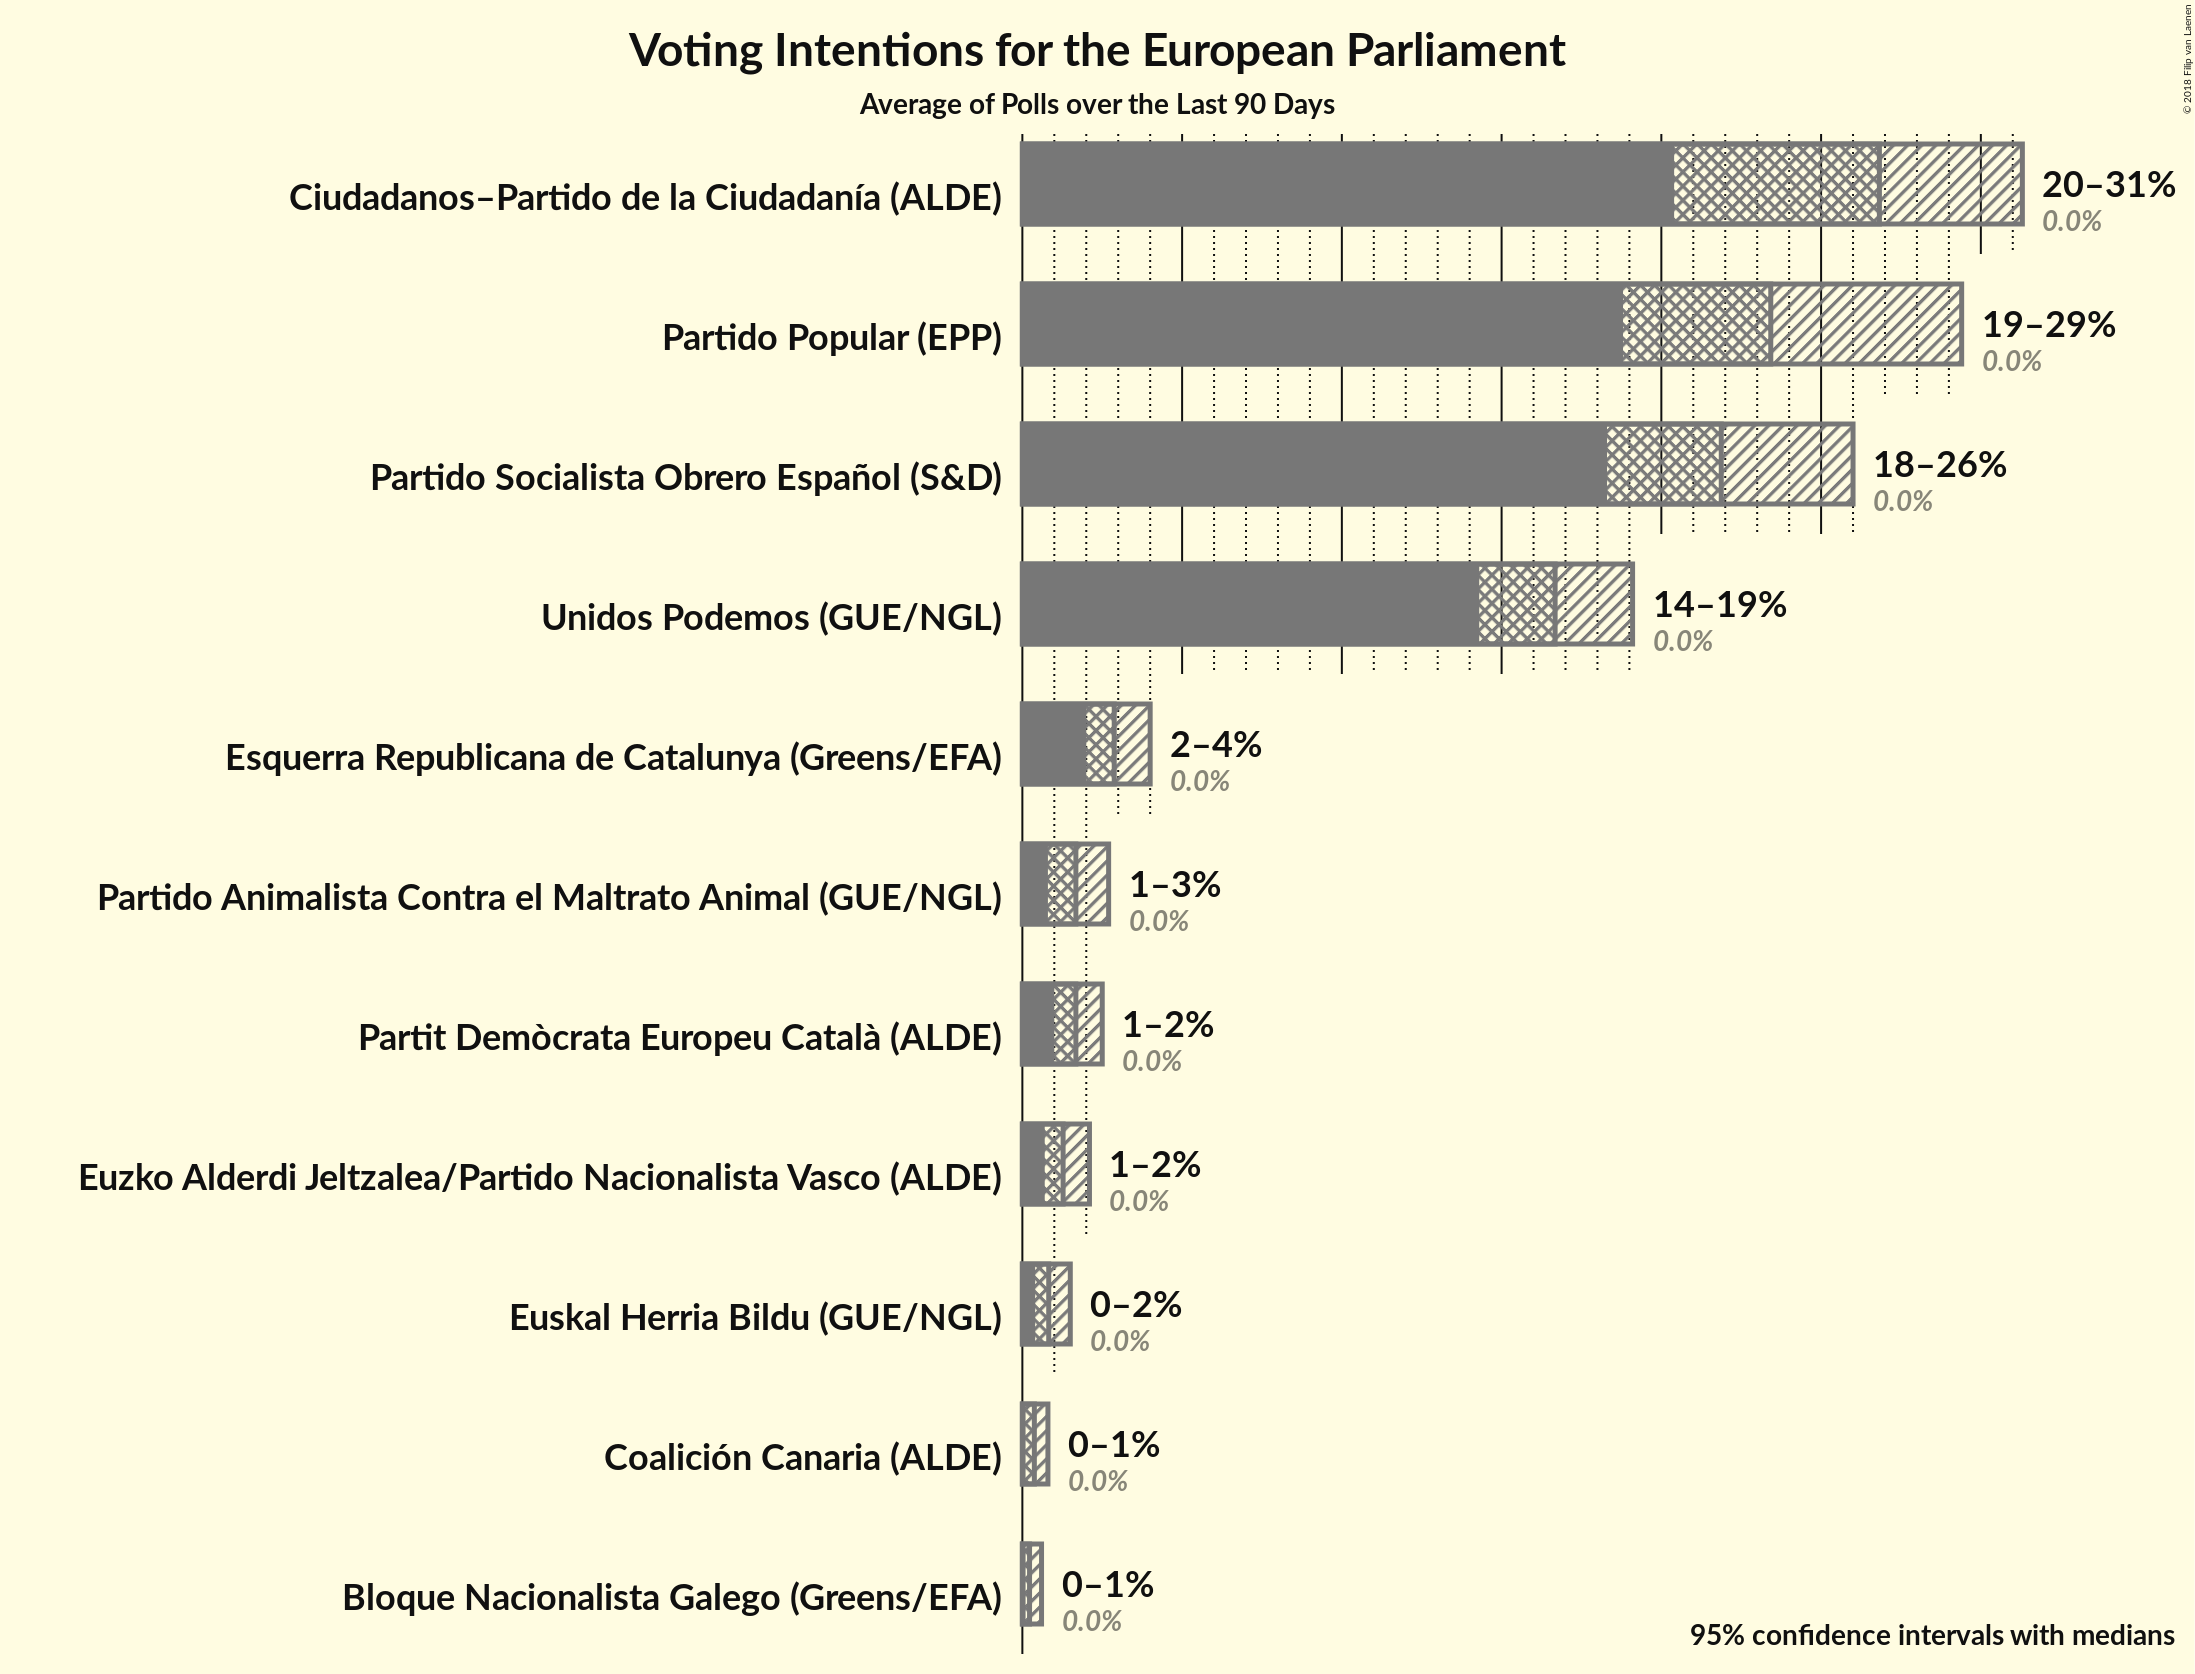 Voting Intentions for the European Parliament
Average of Polls over the Last 90 Days
© 2018 Filip van Laenen
Ciudadanos–Partido de la Ciudadanía (ALDE)
20–31%
0.0%
Partido Popular (EPP)
19–29%
0.0%
Partido Socialista Obrero Español (S&D)
18–26%
0.0%
Unidos Podemos (GUE/NGL)
14–19%
0.0%
Esquerra Republicana de Catalunya (Greens/EFA)
2–4%
0.0%
Partido Animalista Contra el Maltrato Animal (GUE/NGL)
1–3%
0.0%
Partit Demòcrata Europeu Català (ALDE)
1–2%
0.0%
Euzko Alderdi Jeltzalea/Partido Nacionalista Vasco (ALDE)
1–2%
0.0%
Euskal Herria Bildu (GUE/NGL)
0–2%
0.0%
Coalición Canaria (ALDE)
0–1%
0.0%
Bloque Nacionalista Galego (Greens/EFA)
0–1%
0.0%
95% confidence intervals with medians